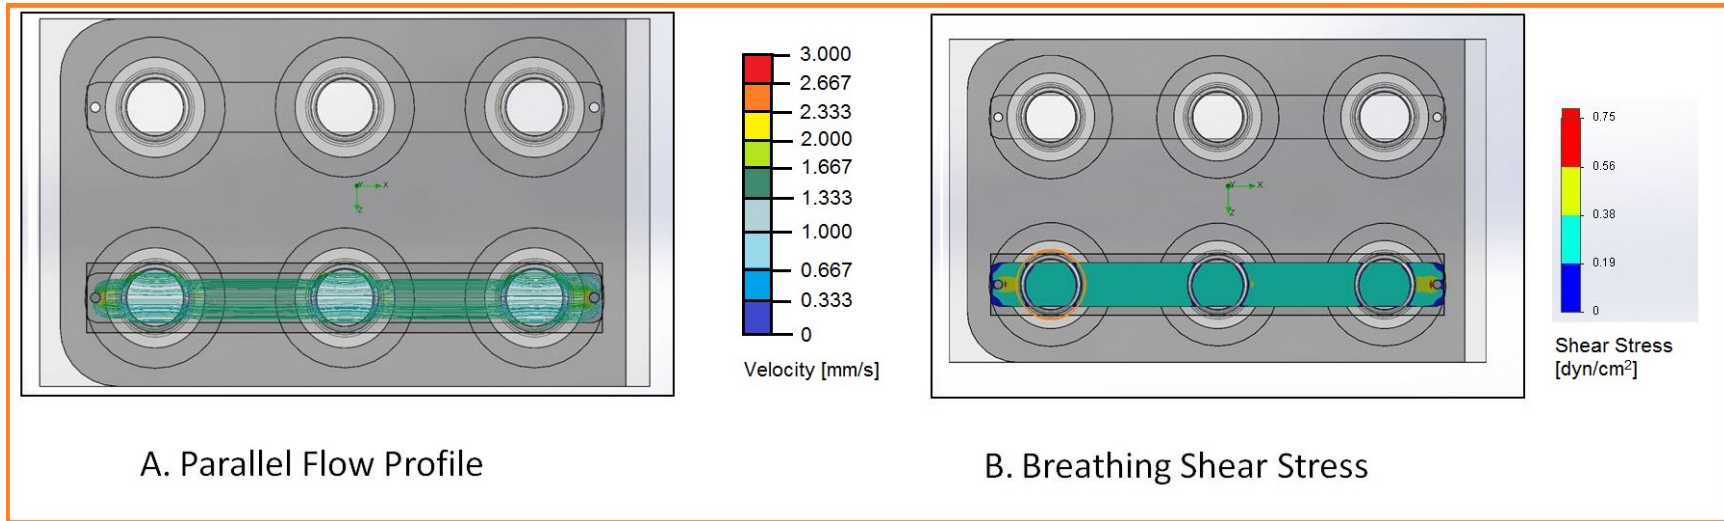 3.000
2.667
2.333
2.000
1.667
1.333
1.000
0.667
0.333
0
Velocity [mm/s]
X
Z
A. Parallel Flow Profile
0.75
0.56
0.38
0.19
0
Shear Stress
[dyn/cm²]
X
Z
B. Breathing Shear Stress